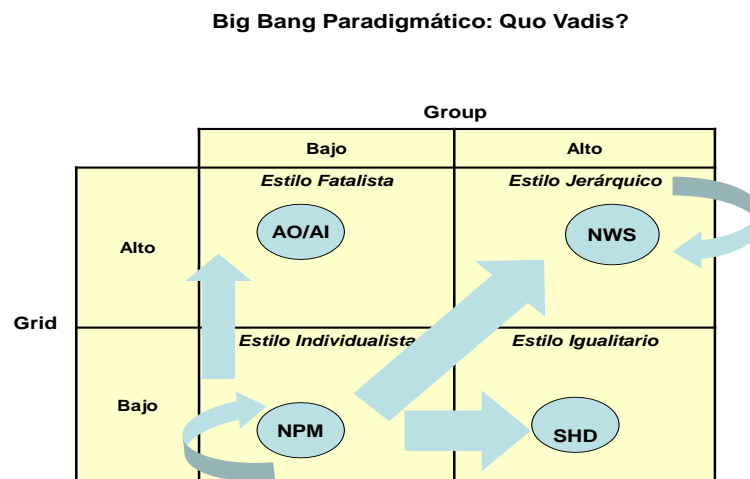 Big Bang Paradigmático: Quo Vadis?
Group
Bajo
Alto
Estilo Fatalista
Estilo Jerárquico
AO/AI
NWS
Alto
Grid
Estilo Individualista
Estilo Igualitario
Bajo
NPM
SHD